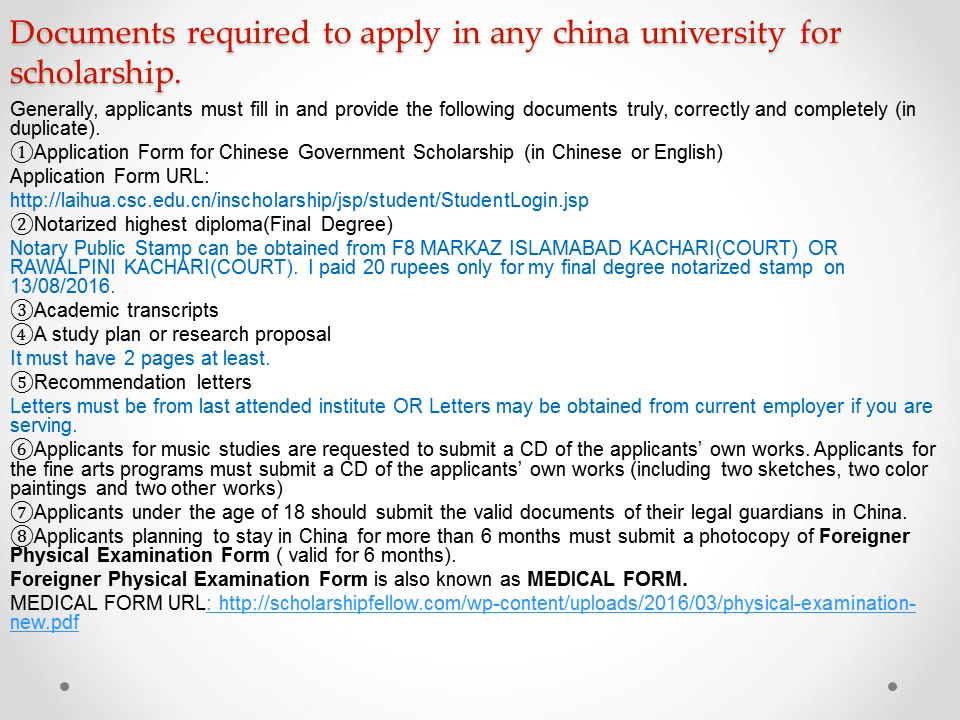 Documents required to apply in any china university for
scholarship.
Generally, applicants must fill in and provide the following documents truly, correctly and completely (in
duplicate).
①Application Form for Chinese Government Scholarship (in Chinese or English)
Application Form URL:
http://laihua.csc.edu.cn/inscholarship/jsp/student/StudentLogin.jsp
②Notarized highest diploma(Final Degree)
Notary Public Stamp can be obtained from F8 MARKAZ ISLAMABAD KACHARI(COURT) OR
RAWALPINI KACHARI(COURT). I paid 20 rupees only for my final degree notarized stamp on
13/08/2016.
③Academic transcripts
④A study plan or research proposal
It must have 2 pages at least.
⑤Recommendation letters
Letters must be from last attended institute OR Letters may be obtained from current employer if you are
serving.
⑥Applicants for music studies are requested to submit a CD of the applicants’ own works. Applicants for
the fine arts programs must submit a CD of the applicants’ own works (including two sketches, two color
paintings and two other works)
⑦Applicants under the age of 18 should submit the valid documents of their legal guardians in China.
⑧Applicants planning to stay in China for more than 6 months must submit a photocopy of Foreigner
Physical Examination Form ( valid for 6 months).
Foreigner Physical Examination Form is also known as MEDICAL FORM.
MEDICAL FORM URL: http://scholarshipfellow.com/wp-content/uploads/2016/03/physical-examination-
new.pdf